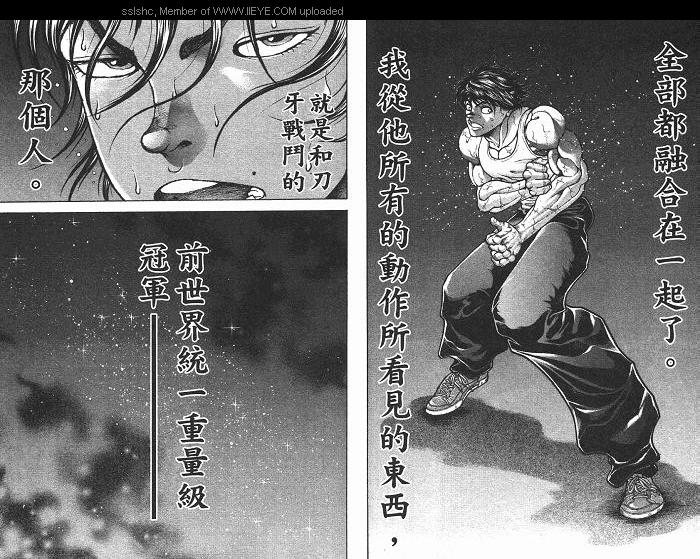 sslshc, Member of WWW.IIEYE.COM uploaded
我從他所有的動作所看見的東西，
全部都融合在一起了。
就是和刃
牙戰鬥的
那個人。
前世界統一重量級
冠軍——